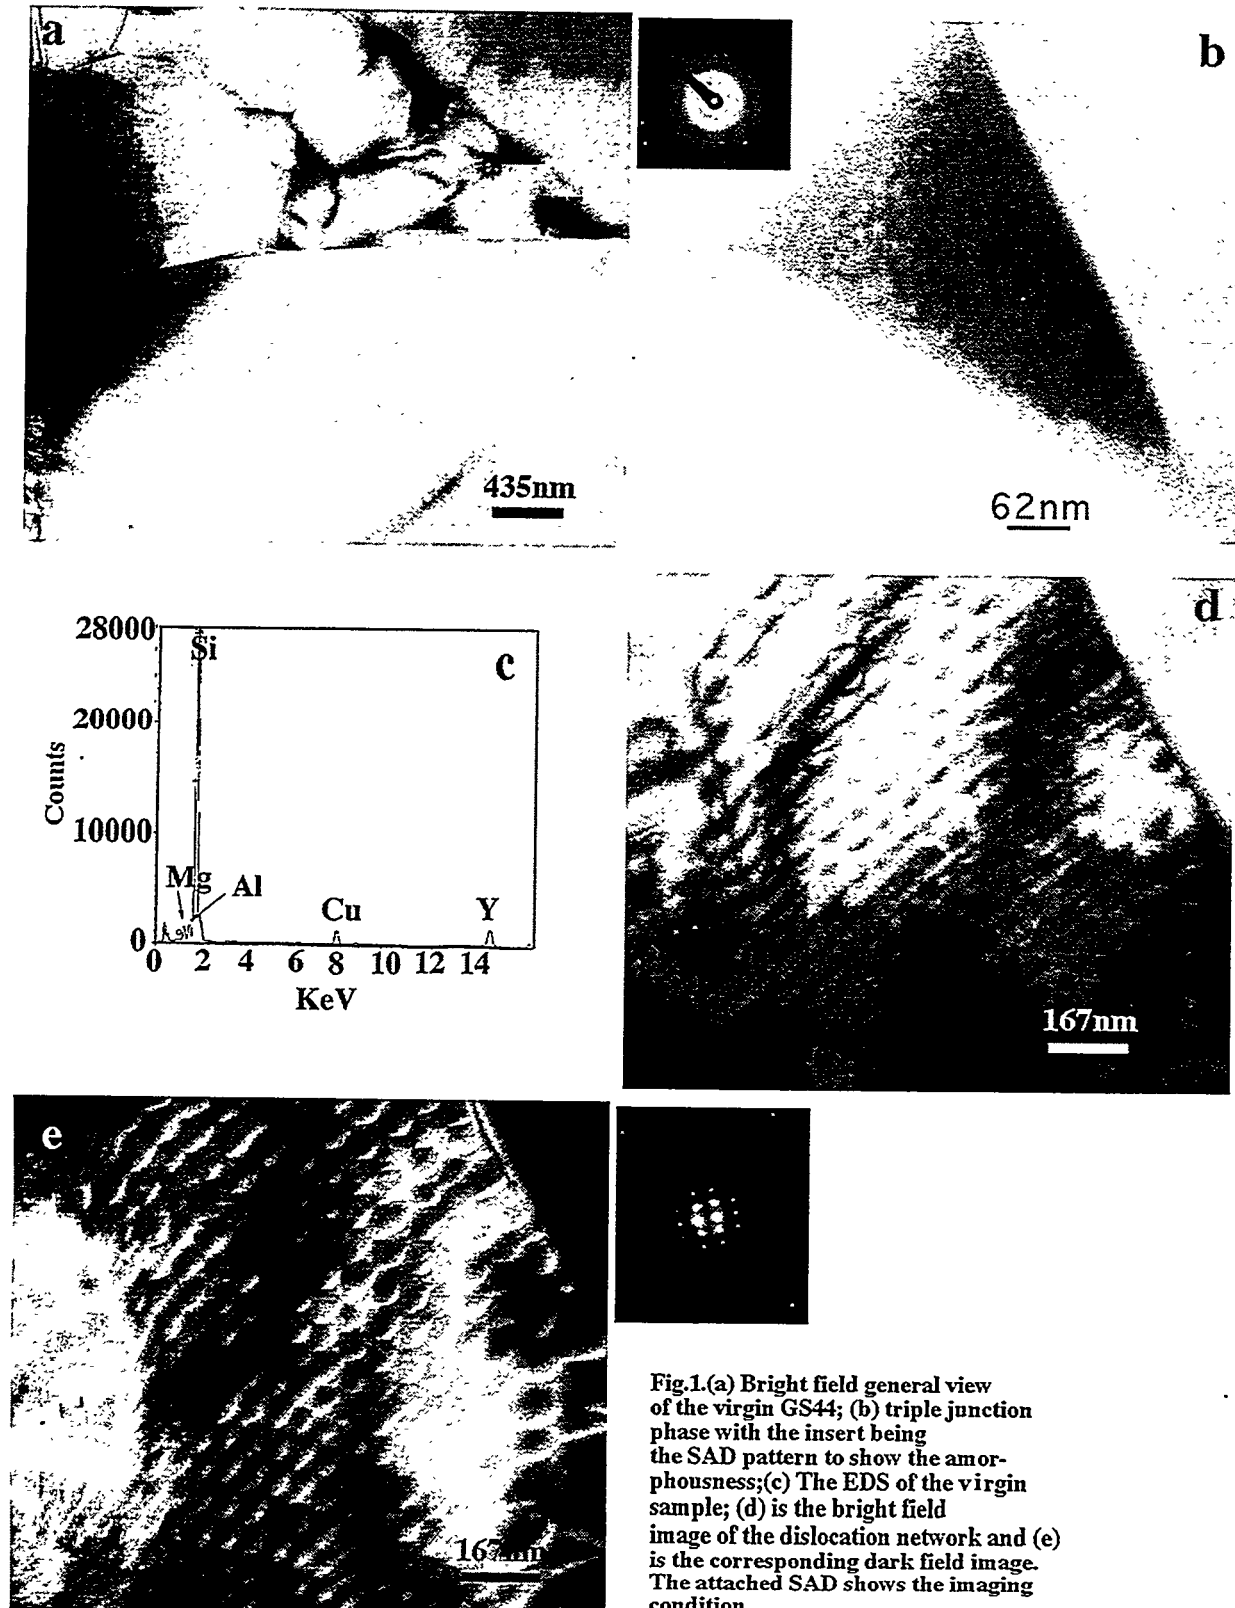 a
b
435nm
62nm
28000
Si
c
20000
Counts
10000
Mg
Al
Cu
Y
0
0 2 4 6 8 10 12 14
KeV
d
167nm
e
167nm
Fig.1.(a) Bright field general view
of the virgin GS44; (b) triple junction
phase with the insert being
the SAD pattern to show the amor-
phousness;(c) The EDS of the virgin
sample; (d) is the bright field
image of the dislocation network and (e)
is the corresponding dark field image.
The attached SAD shows the imaging
condition